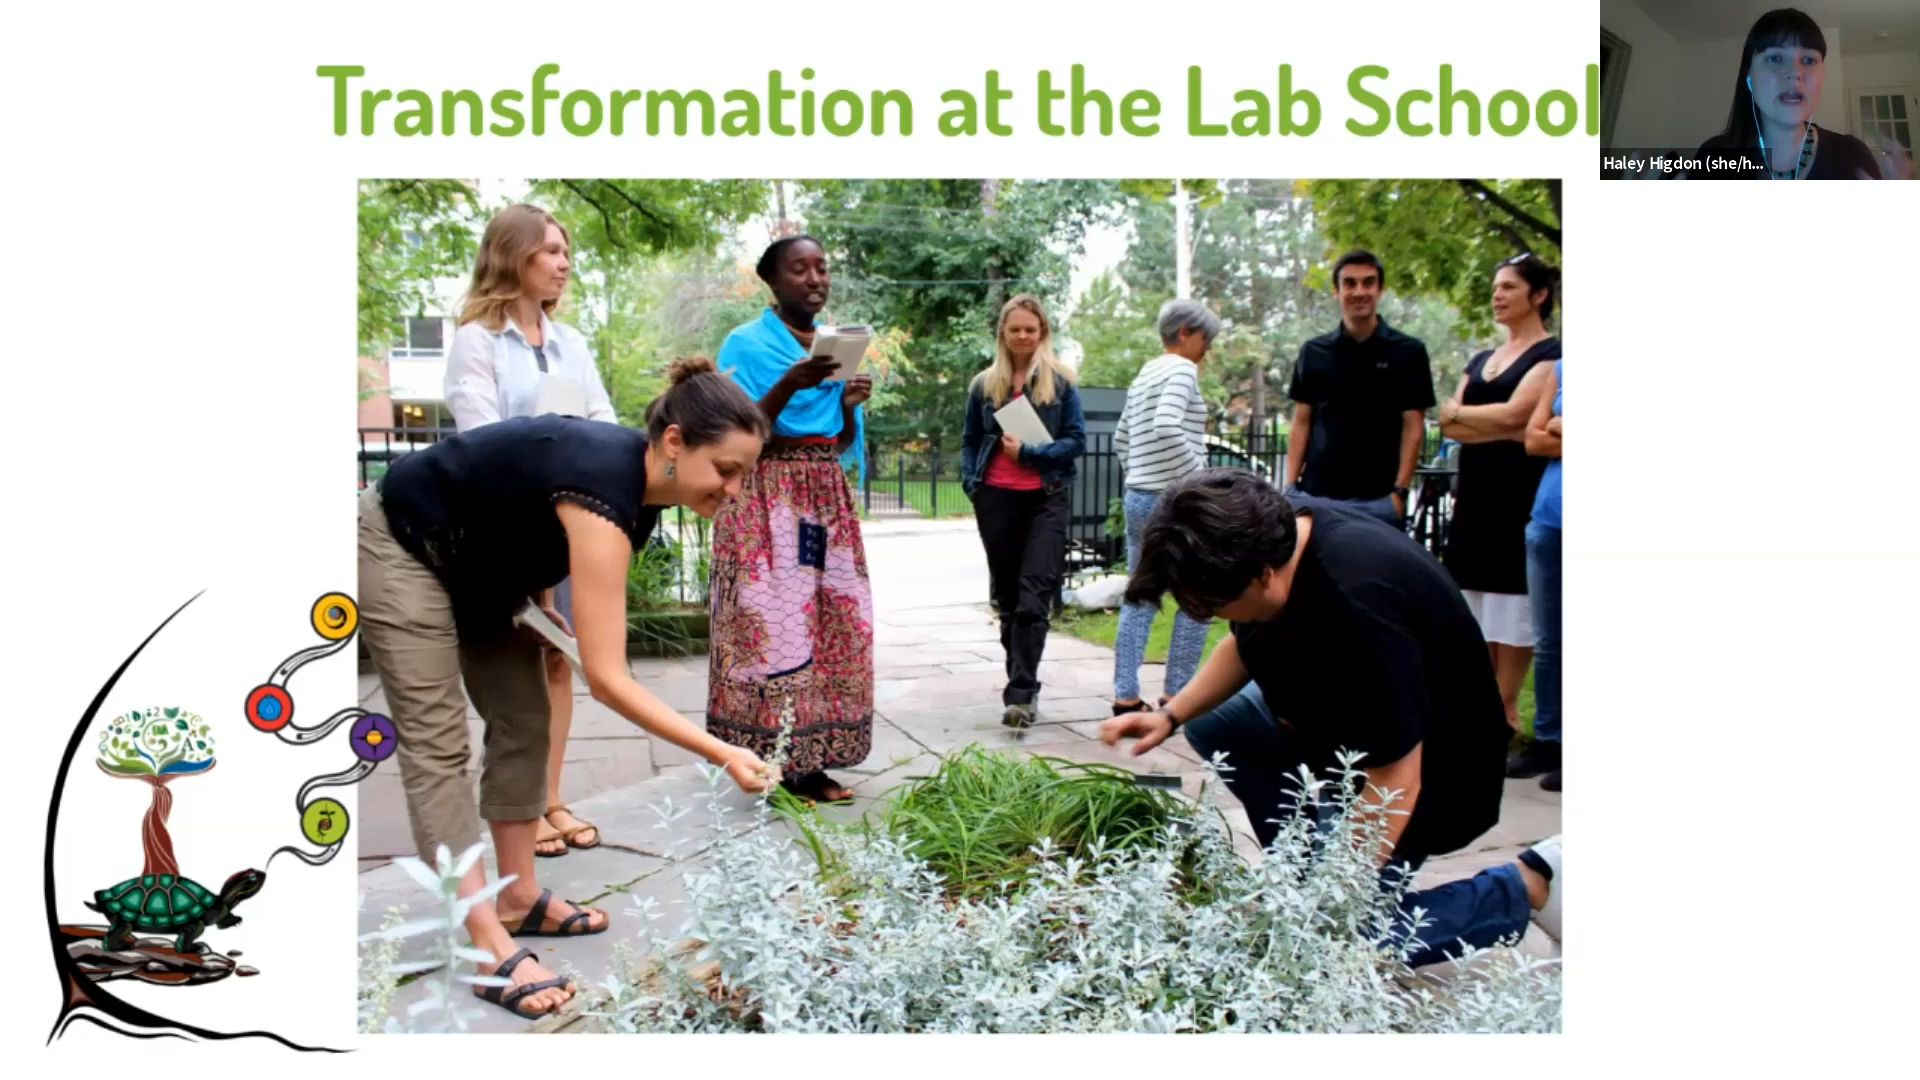 Transformation at the Lab School
Haley Higdon (she/h...